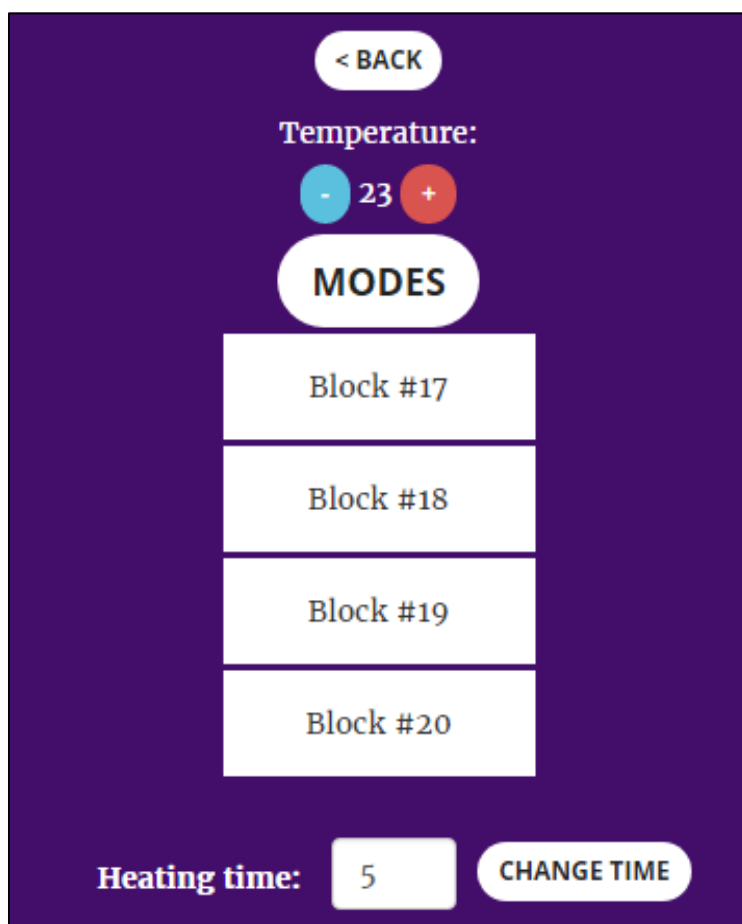 < BACK
Temperature:
- 23 +
MODES
Block #17
Block #18
Block #19
Block #20
Heating time: 5 CHANGE TIME